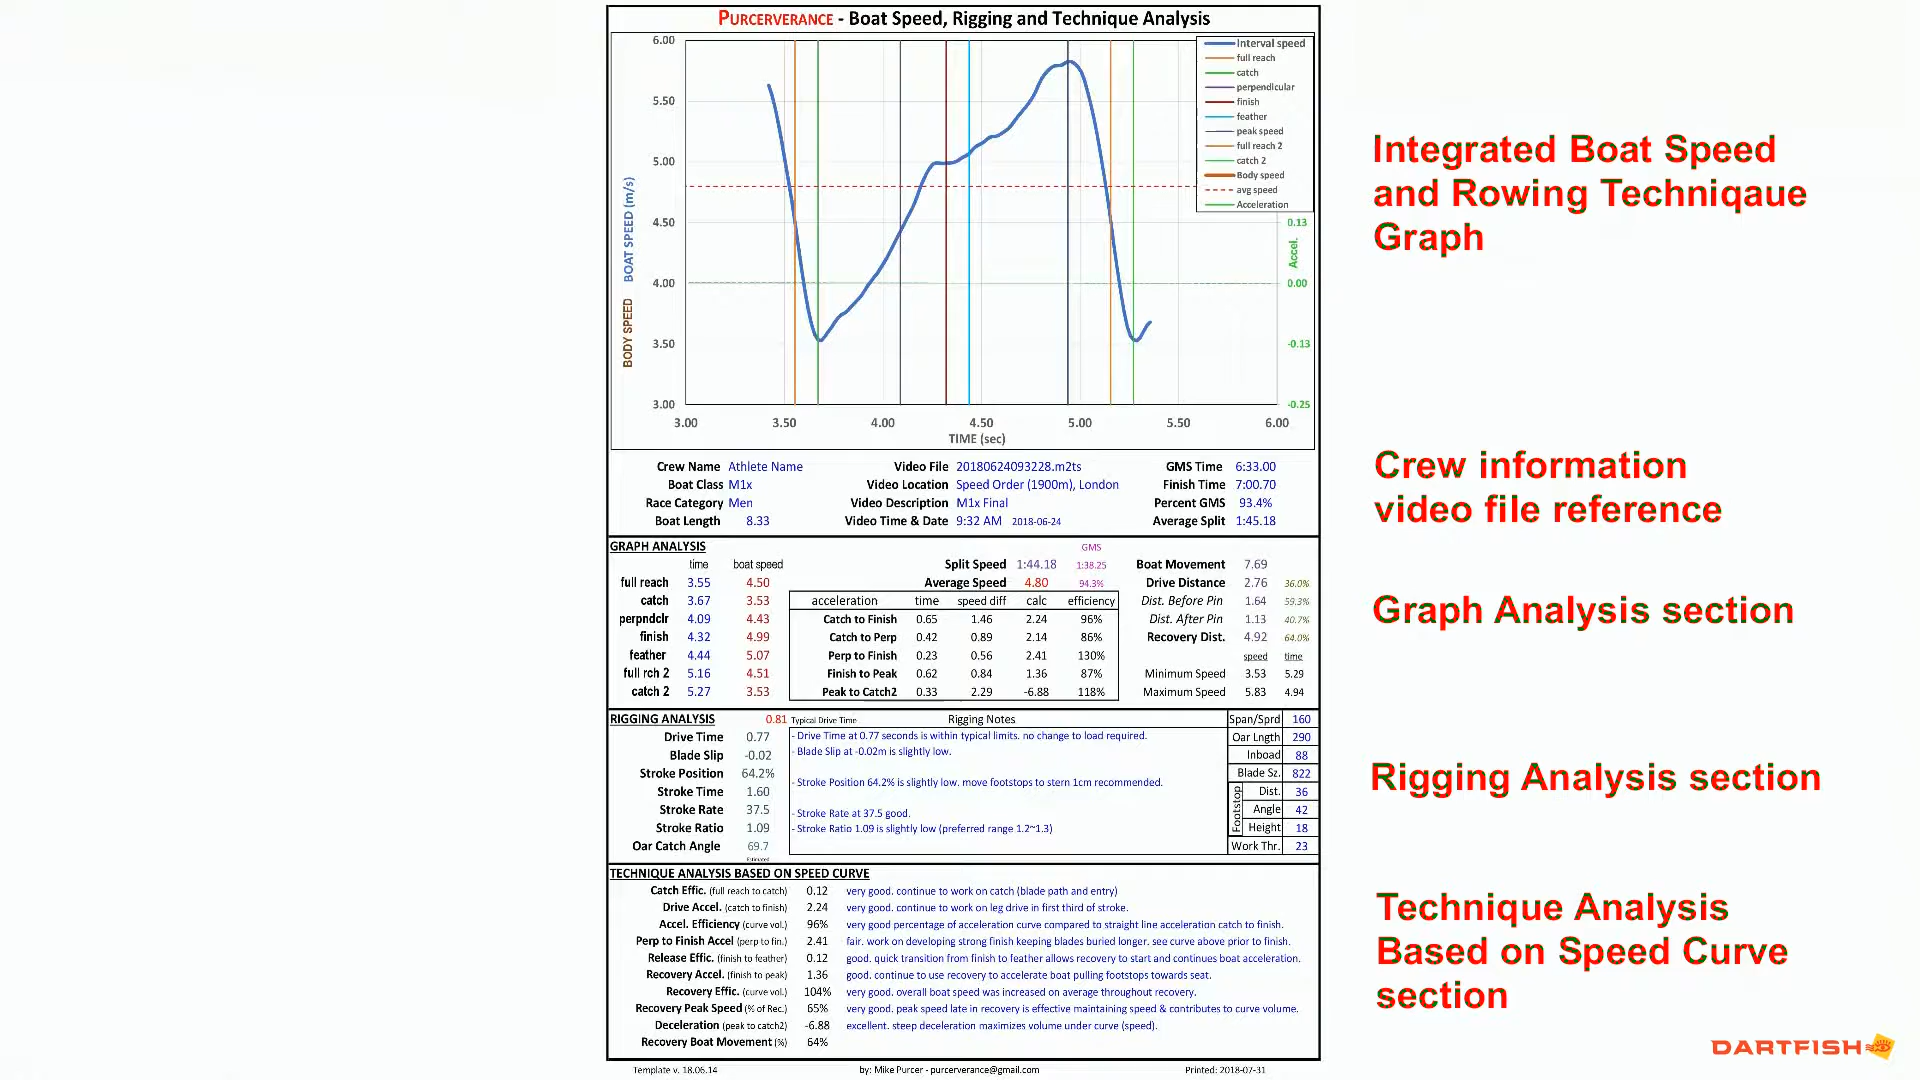 PURCERVERANCE - Boat Speed, Rigging and Technique Analysis
6.00
5.50
5.00
4.50
4.00
3.50
3.00
BODY SPEED BOAT SPEED (m/s)
3.00 3.50 4.00 4.50 5.00 5.50 6.00
TIME (sec)
Interval speed
full reach
catch
perpendicular
finish
feather
peak speed
full reach 2
catch 2
Body speed
avg speed
Acceleration
0.13
0.00
-0.13
-0.25
Accel.
Integrated Boat Speed
and Rowing Techniqaue
Graph
Crew Name Athlete Name Video File 20180624093228.m2ts GMS Time 6:33.00
Boat Class M1x Video Location Speed Order (1900m), London Finish Time 7:00.70
Race Category Men Video Description M1x Final Percent GMS 93.4%
Boat Length 8.33 Video Time & Date 9:32 AM 2018-06-24 Average Split 1:45.18
Crew information
video file reference
GRAPH ANALYSIS GMS
time boat speed Split Speed 1:44.18 1:38.25 Boat Movement 7.69
full reach 3.55 4.50 Average Speed 4.80 94.3% Drive Distance 2.76 36.0%
catch 3.67 3.53 acceleration time speed diff calc efficiency Dist. Before Pin 1.64 59.3%
perpndclr 4.09 4.43 Catch to Finish 0.65 1.46 2.24 96% Dist. After Pin 1.13 40.7%
finish 4.32 4.99 Catch to Perp 0.42 0.89 2.14 86% Recovery Dist. 4.92 64.0%
feather 4.44 5.07 Perp to Finish 0.23 0.56 2.41 130% speed time
full rch 2 5.16 4.51 Finish to Peak 0.62 0.84 1.36 87% Minimum Speed 3.53 5.29
catch 2 5.27 3.53 Peak to Catch2 0.33 2.29 -6.88 118% Maximum Speed 5.83 4.94
Graph Analysis section
RIGGING ANALYSIS 0.81 Typical Drive Time Rigging Notes Span/Sprd 160
Drive Time 0.77 - Drive Time at 0.77 seconds is within typical limits. no change to load required. Oar Lngth 290
Blade Slip -0.02 - Blade Slip at -0.02m is slightly low. Inboad 88
Stroke Position 64.2% - Stroke Position 64.2% is slightly low. move footstops to stern 1cm recommended. Blade Sz. 822
Stroke Time 1.60 Footstop Dist. 36
Stroke Rate 37.5 - Stroke Rate at 37.5 good. Angle 42
Stroke Ratio 1.09 - Stroke Ratio 1.09 is slightly low (preferred range 1.2~1.3) Height 18
Oar Catch Angle 69.7 Work Thr. 23
Estimated
Rigging Analysis section
TECHNIQUE ANALYSIS BASED ON SPEED CURVE
Catch Effic. (full reach to catch) 0.12 very good. continue to work on catch (blade path and entry)
Drive Accel. (catch to finish) 2.24 very good. continue to work on leg drive in first third of stroke.
Accel. Efficiency (curve vol.) 96% very good percentage of acceleration curve compared to straight line acceleration catch to finish.
Perp to Finish Accel (perp to fin.) 2.41 fair. work on developing strong finish keeping blades buried longer. see curve above prior to finish.
Release Effic. (finish to feather) 0.12 good. quick transition from finish to feather allows recovery to start and continues boat acceleration.
Recovery Accel. (finish to peak) 1.36 good. continue to use recovery to accelerate boat pulling footstops towards seat.
Recovery Effic. (curve vol.) 104% very good. overall boat speed was increased on average throughout recovery.
Recovery Peak Speed (% of Rec.) 65% very good. peak speed late in recovery is effective maintaining speed & contributes to curve volume.
Deceleration (peak to catch2) -6.88 excellent. steep deceleration maximizes volume under curve (speed).
Recovery Boat Movement (%) 64%
Technique Analysis
Based on Speed Curve
section
Template v. 18.06.14 by: Mike Purcer - purcerverance@gmail.com Printed: 2018-07-31
DARTFISH